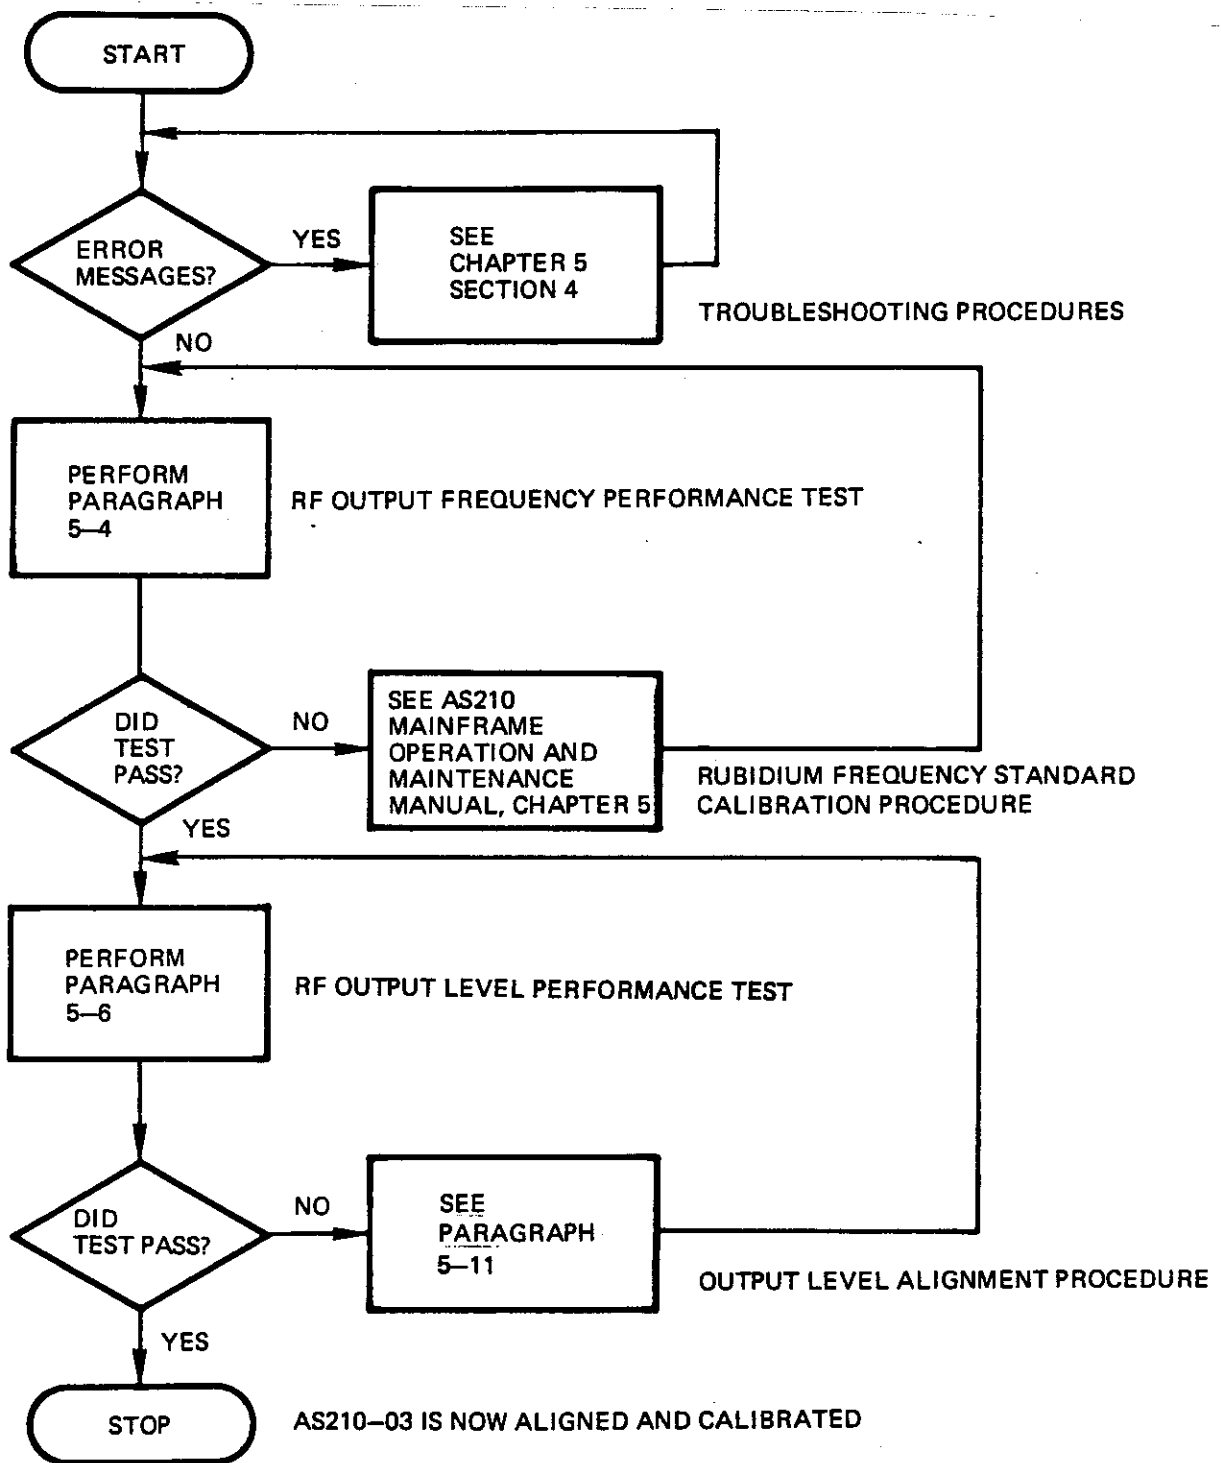 START
ERROR
MESSAGES?
YES
SEE
CHAPTER 5
SECTION 4
TROUBLESHOOTING PROCEDURES
NO
PERFORM
PARAGRAPH
5–4
RF OUTPUT FREQUENCY PERFORMANCE TEST
DID
TEST
PASS?
NO
SEE AS210
MAINFRAME
OPERATION AND
MAINTENANCE
MANUAL, CHAPTER 5
RUBIDIUM FREQUENCY STANDARD
CALIBRATION PROCEDURE
YES
PERFORM
PARAGRAPH
5–6
RF OUTPUT LEVEL PERFORMANCE TEST
DID
TEST PASS?
NO
SEE
PARAGRAPH
5–11
OUTPUT LEVEL ALIGNMENT PROCEDURE
YES
STOP
AS210–03 IS NOW ALIGNED AND CALIBRATED